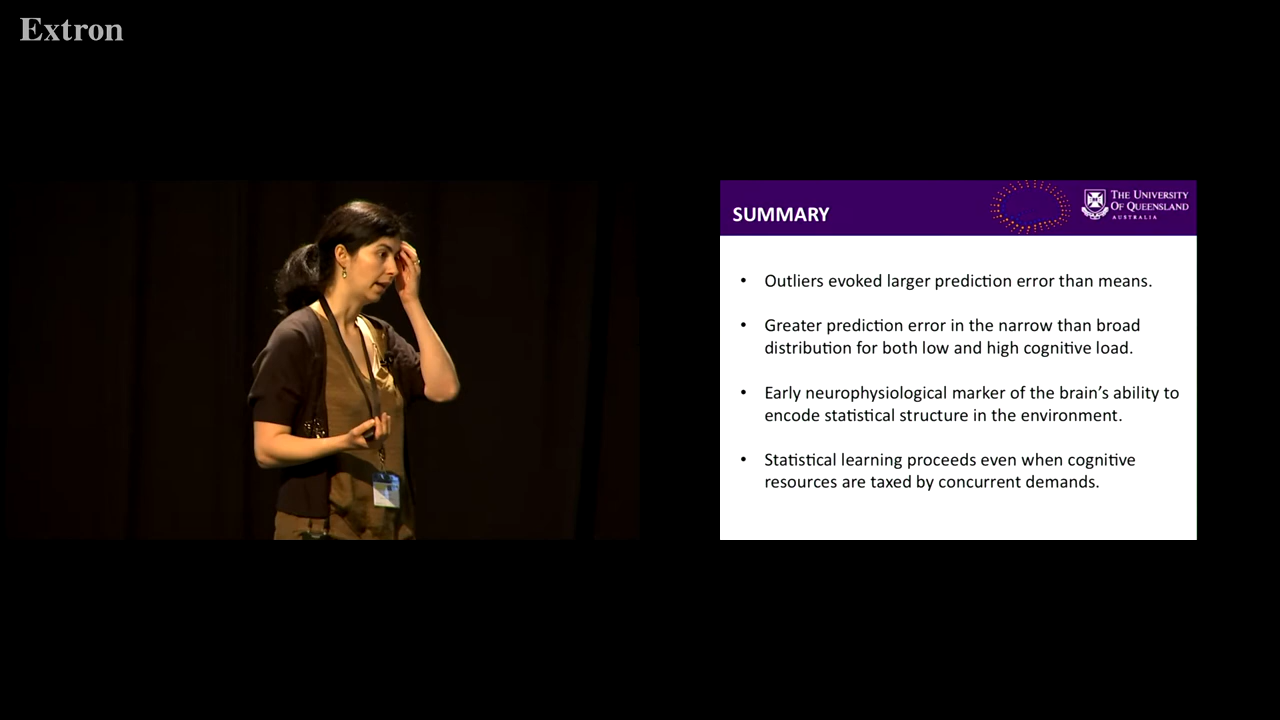 Extron
SUMMARY
THE UNIVERSITY
OF QUEENSLAND
AUSTRALIA
• Outliers evoked larger prediction error than means.
• Greater prediction error in the narrow than broad
distribution for both low and high cognitive load.
• Early neurophysiological marker of the brain's ability to
encode statistical structure in the environment.
• Statistical learning proceeds even when cognitive
resources are taxed by concurrent demands.